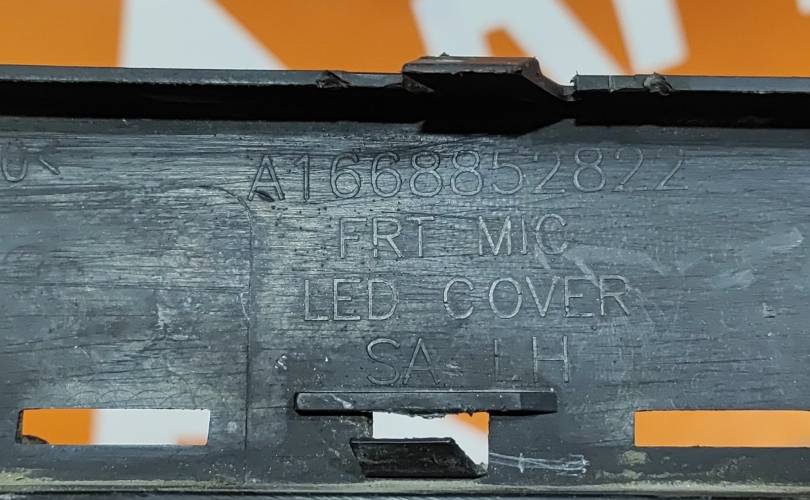 A1668852822
FRT MIC
LED COVER
SA LH